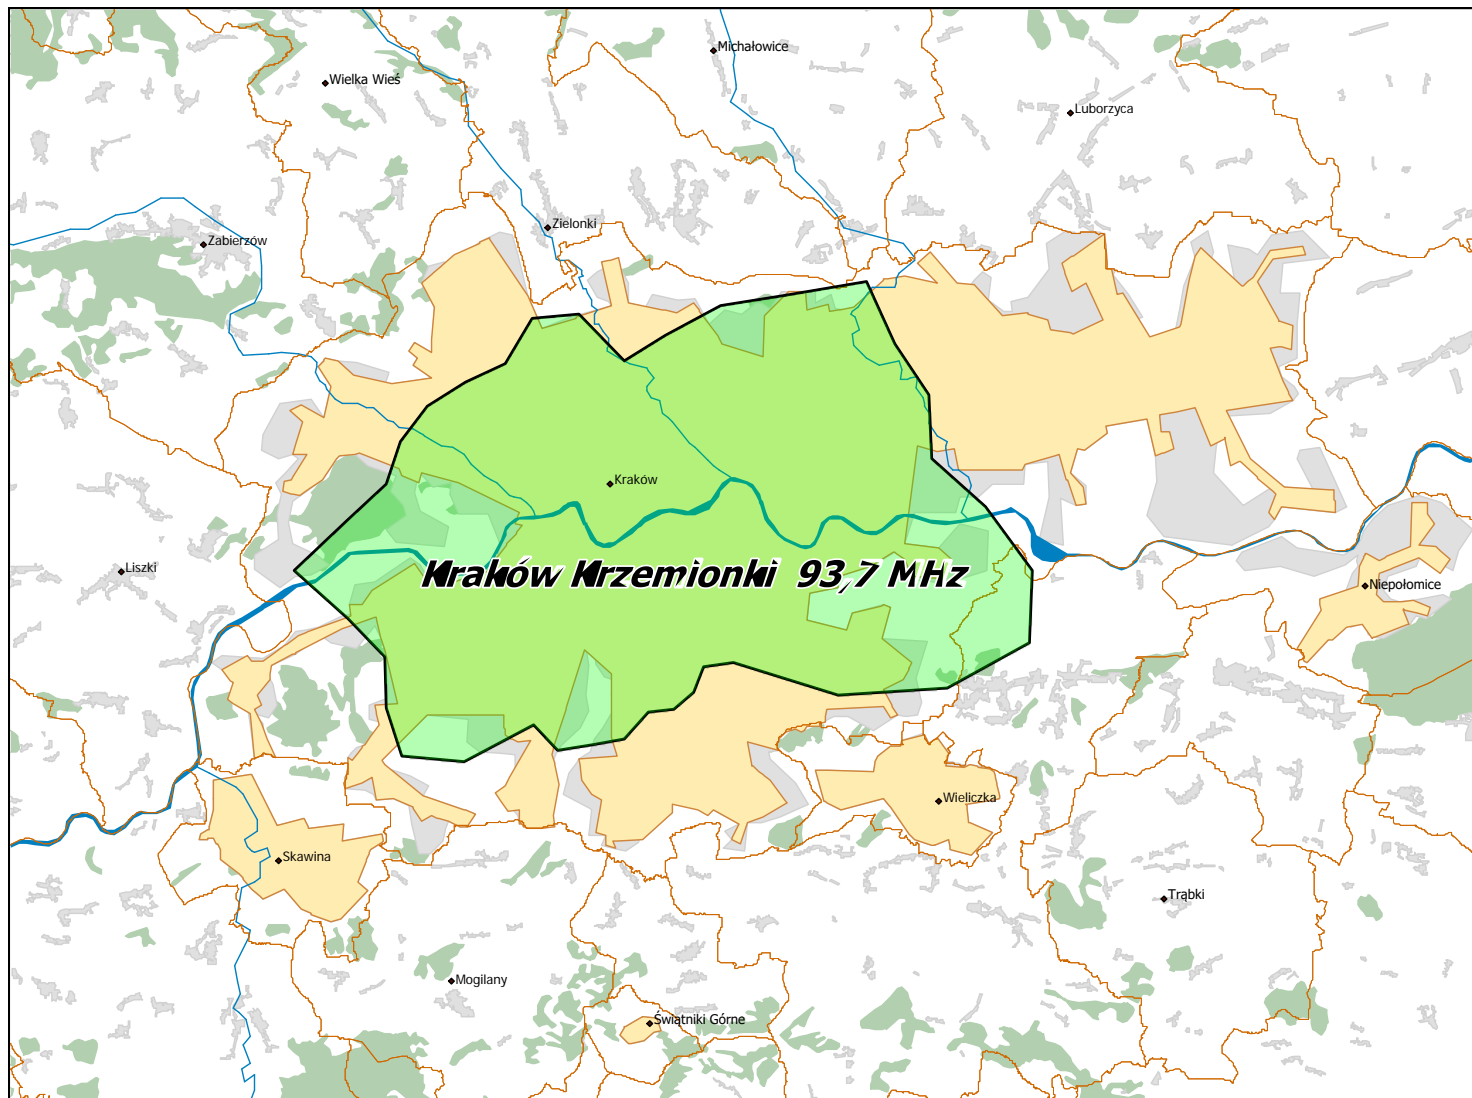 Michałowice
Wielka Wieś
Luborzyca
Zielonki
Zabierzów
Kraków
Liszki
Kraków Krzemionki 93,7 MHz
Niepołomice
Wieliczka
Skawina
Trąbki
Mogilany
Świątniki Górne